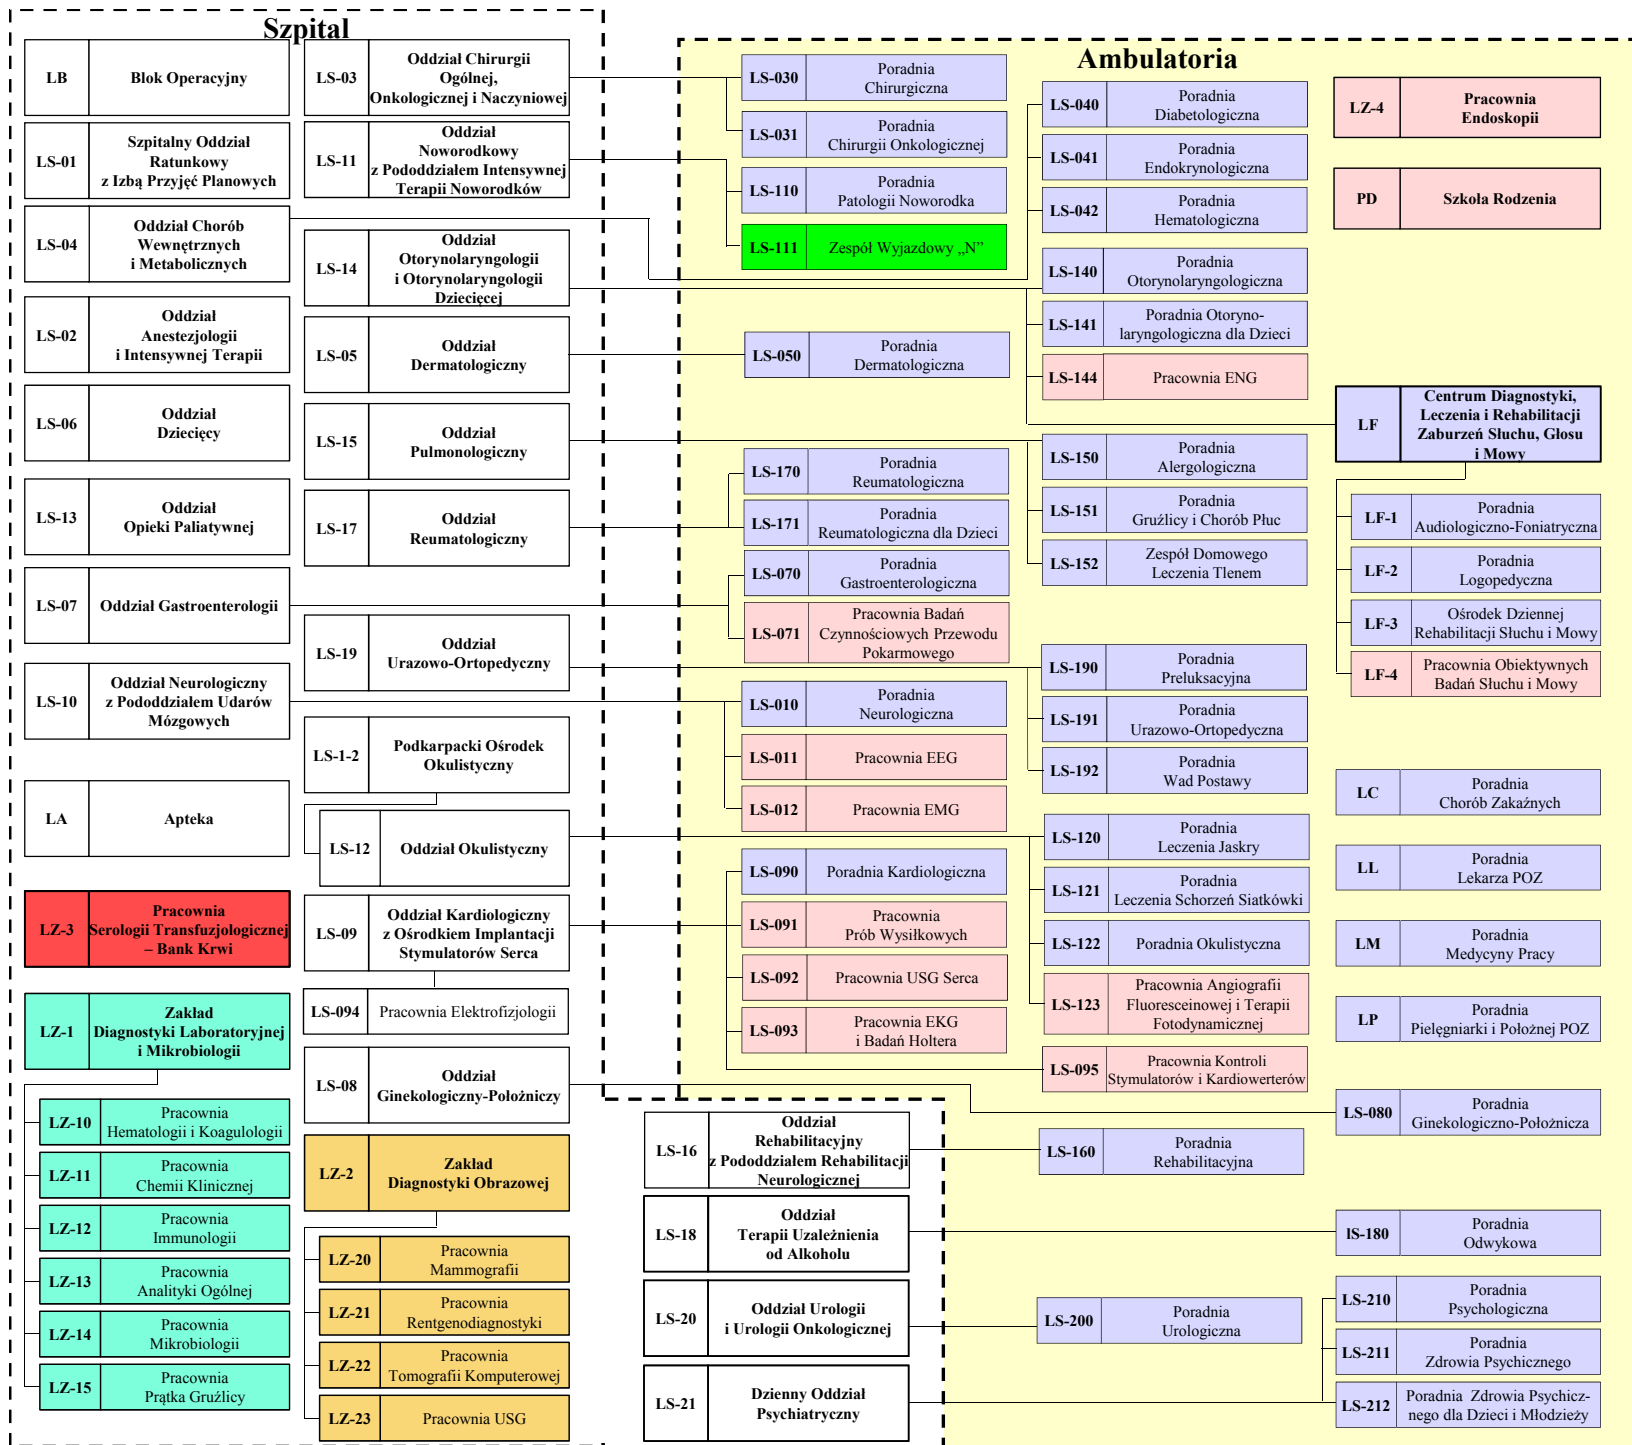 Szpital
LB
Blok Operacyjny
LS-01
Szpitalny Oddział
Ratunkowy
z Izbą Przyjęć Planowych
LS-04
Oddział Chorób
Wewnętrznych
i Metabolicznych
LS-02
Oddział
Anestezjologii
i Intensywnej Terapii
LS-06
Oddział
Dziecięcy
LS-13
Oddział
Opieki Paliatywnej
LS-07
Oddział Gastroenterologii
LS-10
Oddział Neurologiczny
z Pododdziałem Udarów
Mózgowych
LA
Apteka
LZ-3
Pracownia
Serologii Transfuzjologicznej
– Bank Krwi
LZ-1
Zakład
Diagnostyki Laboratoryjnej
i Mikrobiologii
LZ-10
Pracownia
Hematologii i Koagulologii
LZ-11
Pracownia
Chemii Klinicznej
LZ-12
Pracownia
Immunologii
LZ-13
Pracownia
Analityki Ogólnej
LZ-14
Pracownia
Mikrobiologii
LZ-15
Pracownia
Prątka Gruźlicy
LS-03
Oddział Chirurgii
Ogólnej,
Onkologicznej i Naczyniowej
LS-11
Oddział
Noworodkowy
z Pododdziałem Intensywnej
Terapii Noworodków
LS-14
Oddział
Otorynolaryngologii
i Otorynolaryngologii
Dziecięcej
LS-05
Oddział
Dermatologiczny
LS-15
Oddział
Pulmonologiczny
LS-17
Oddział
Reumatologiczny
LS-19
Oddział
Urazowo-Ortopedyczny
LS-1-2
Podkarpacki Ośrodek
Okulistyczny
LS-12
Oddział Okulistyczny
LS-09
Oddział Kardiologiczny
z Ośrodkiem Implantacji
Stymulatorów Serca
LS-094
Pracownia Elektrofizjologii
LS-08
Oddział
Ginekologiczny-Położniczy
LZ-2
Zakład
Diagnostyki Obrazowej
LZ-20
Pracownia
Mammografii
LZ-21
Pracownia
Rentgenodiagnostyki
LZ-22
Pracownia
Tomografii Komputerowej
LZ-23
Pracownia USG
LS-16
Oddział
Rehabilitacyjny
z Pododdziałem Rehabilitacji
Neurologicznej
LS-18
Oddział
Terapii Uzależnienia
od Alkoholu
LS-20
Oddział Urologii
i Urologii Onkologicznej
LS-21
Dzienny Oddział
Psychiatryczny
Ambulatoria
LS-030
Poradnia
Chirurgiczna
LS-031
Poradnia
Chirurgii Onkologicznej
LS-110
Poradnia
Patologii Noworodka
LS-111
Zespół Wyjazdowy „N”
LS-050
Poradnia
Dermatologiczna
LS-170
Poradnia
Reumatologiczna
LS-171
Poradnia
Reumatologiczna dla Dzieci
LS-070
Poradnia
Gastroenterologiczna
LS-071
Pracownia Badań
Czynnościowych Przewodu
Pokarmowego
LS-010
Poradnia
Neurologiczna
LS-011
Pracownia EEG
LS-012
Pracownia EMG
LS-090
Poradnia Kardiologiczna
LS-091
Pracownia
Prób Wysiłkowych
LS-092
Pracownia USG Serca
LS-093
Pracownia EKG
i Badań Holtera
LS-040
Poradnia
Diabetologiczna
LS-041
Poradnia
Endokrynologiczna
LS-042
Poradnia
Hematologiczna
LS-140
Poradnia
Otorynolaryngologiczna
LS-141
Poradnia Otoryno-
laryngologiczna dla Dzieci
LS-144
Pracownia ENG
LS-150
Poradnia
Alergologiczna
LS-151
Poradnia
Gruźlicy i Chorób Płuc
LS-152
Zespół Domowego
Leczenia Tlenem
LS-190
Poradnia
Preluksacyjna
LS-191
Poradnia
Urazowo-Ortopedyczna
LS-192
Poradnia
Wad Postawy
LS-120
Poradnia
Leczenia Jaskry
LS-121
Poradnia
Leczenia Schorzeń Siatkówki
LS-122
Poradnia Okulistyczna
LS-123
Pracownia Angiografii
Fluoresceinowej i Terapii
Fotodynamicznej
LS-095
Pracownia Kontroli
Stymulatorów i Kardiowerterów
LS-160
Poradnia
Rehabilitacyjna
LS-200
Poradnia
Urologiczna
LZ-4
Pracownia
Endoskopii
PD
Szkoła Rodzenia
LF
Centrum Diagnostyki,
Leczenia i Rehabilitacji
Zaburzeń Słuchu, Głosu
i Mowy
LF-1
Poradnia
Audiologiczno-Foniatryczna
LF-2
Poradnia
Logopedyczna
LF-3
Ośrodek Dziennej
Rehabilitacji Słuchu i Mowy
LF-4
Pracownia Obiektywnych
Badań Słuchu i Mowy
LC
Poradnia
Chorób Zakaźnych
LL
Poradnia
Lekarza POZ
LM
Poradnia
Medycyny Pracy
LP
Poradnia
Pielęgniarki i Położnej POZ
LS-080
Poradnia
Ginekologiczno-Położnicza
lS-180
Poradnia
Odwykowa
LS-210
Poradnia
Psychologiczna
LS-211
Poradnia
Zdrowia Psychicznego
LS-212
Poradnia Zdrowia Psychicz-
nego dla Dzieci i Młodzieży